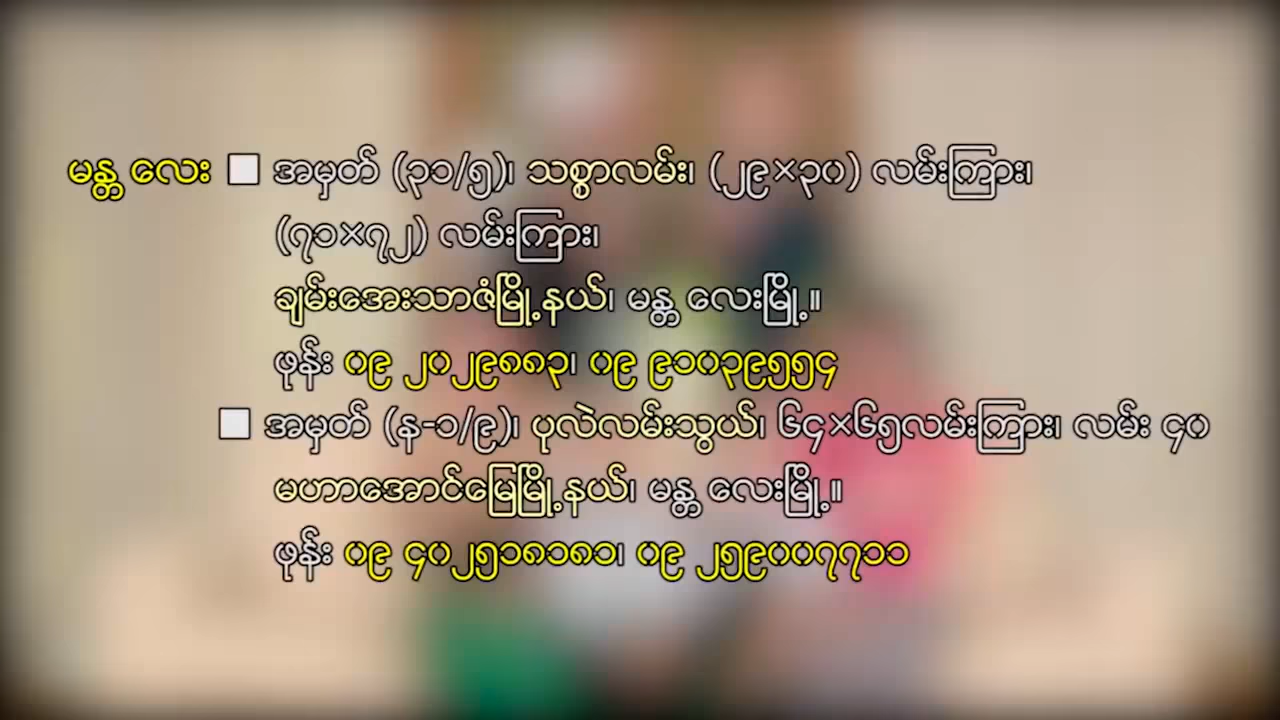 မန္တလေး ■ အမှတ် (၃၁/၅)၊ သစ္စာလမ်း၊ (၂၉×၃၀) လမ်းကြား၊
(၇၁×၇၂) လမ်းကြား၊
ချမ်းအေးသာဇံမြို့နယ်၊ မန္တလေးမြို့။
ဖုန်း ၀၉ ၂၀၂၉၈၈၃၊ ၀၉ ၉၁၀၃၉၅၅၄
■ အမှတ် (န-၁/၉)၊ ပုလဲလမ်းသွယ်၊ ၆၄×၆၅လမ်းကြား၊ လမ်း ၄၀
မဟာအောင်မြေမြို့နယ်၊ မန္တလေးမြို့။
ဖုန်း ၀၉ ၄၀၂၅၁၈၁၈၁၊ ၀၉ ၂၅၉၀၀၇၇၁၁